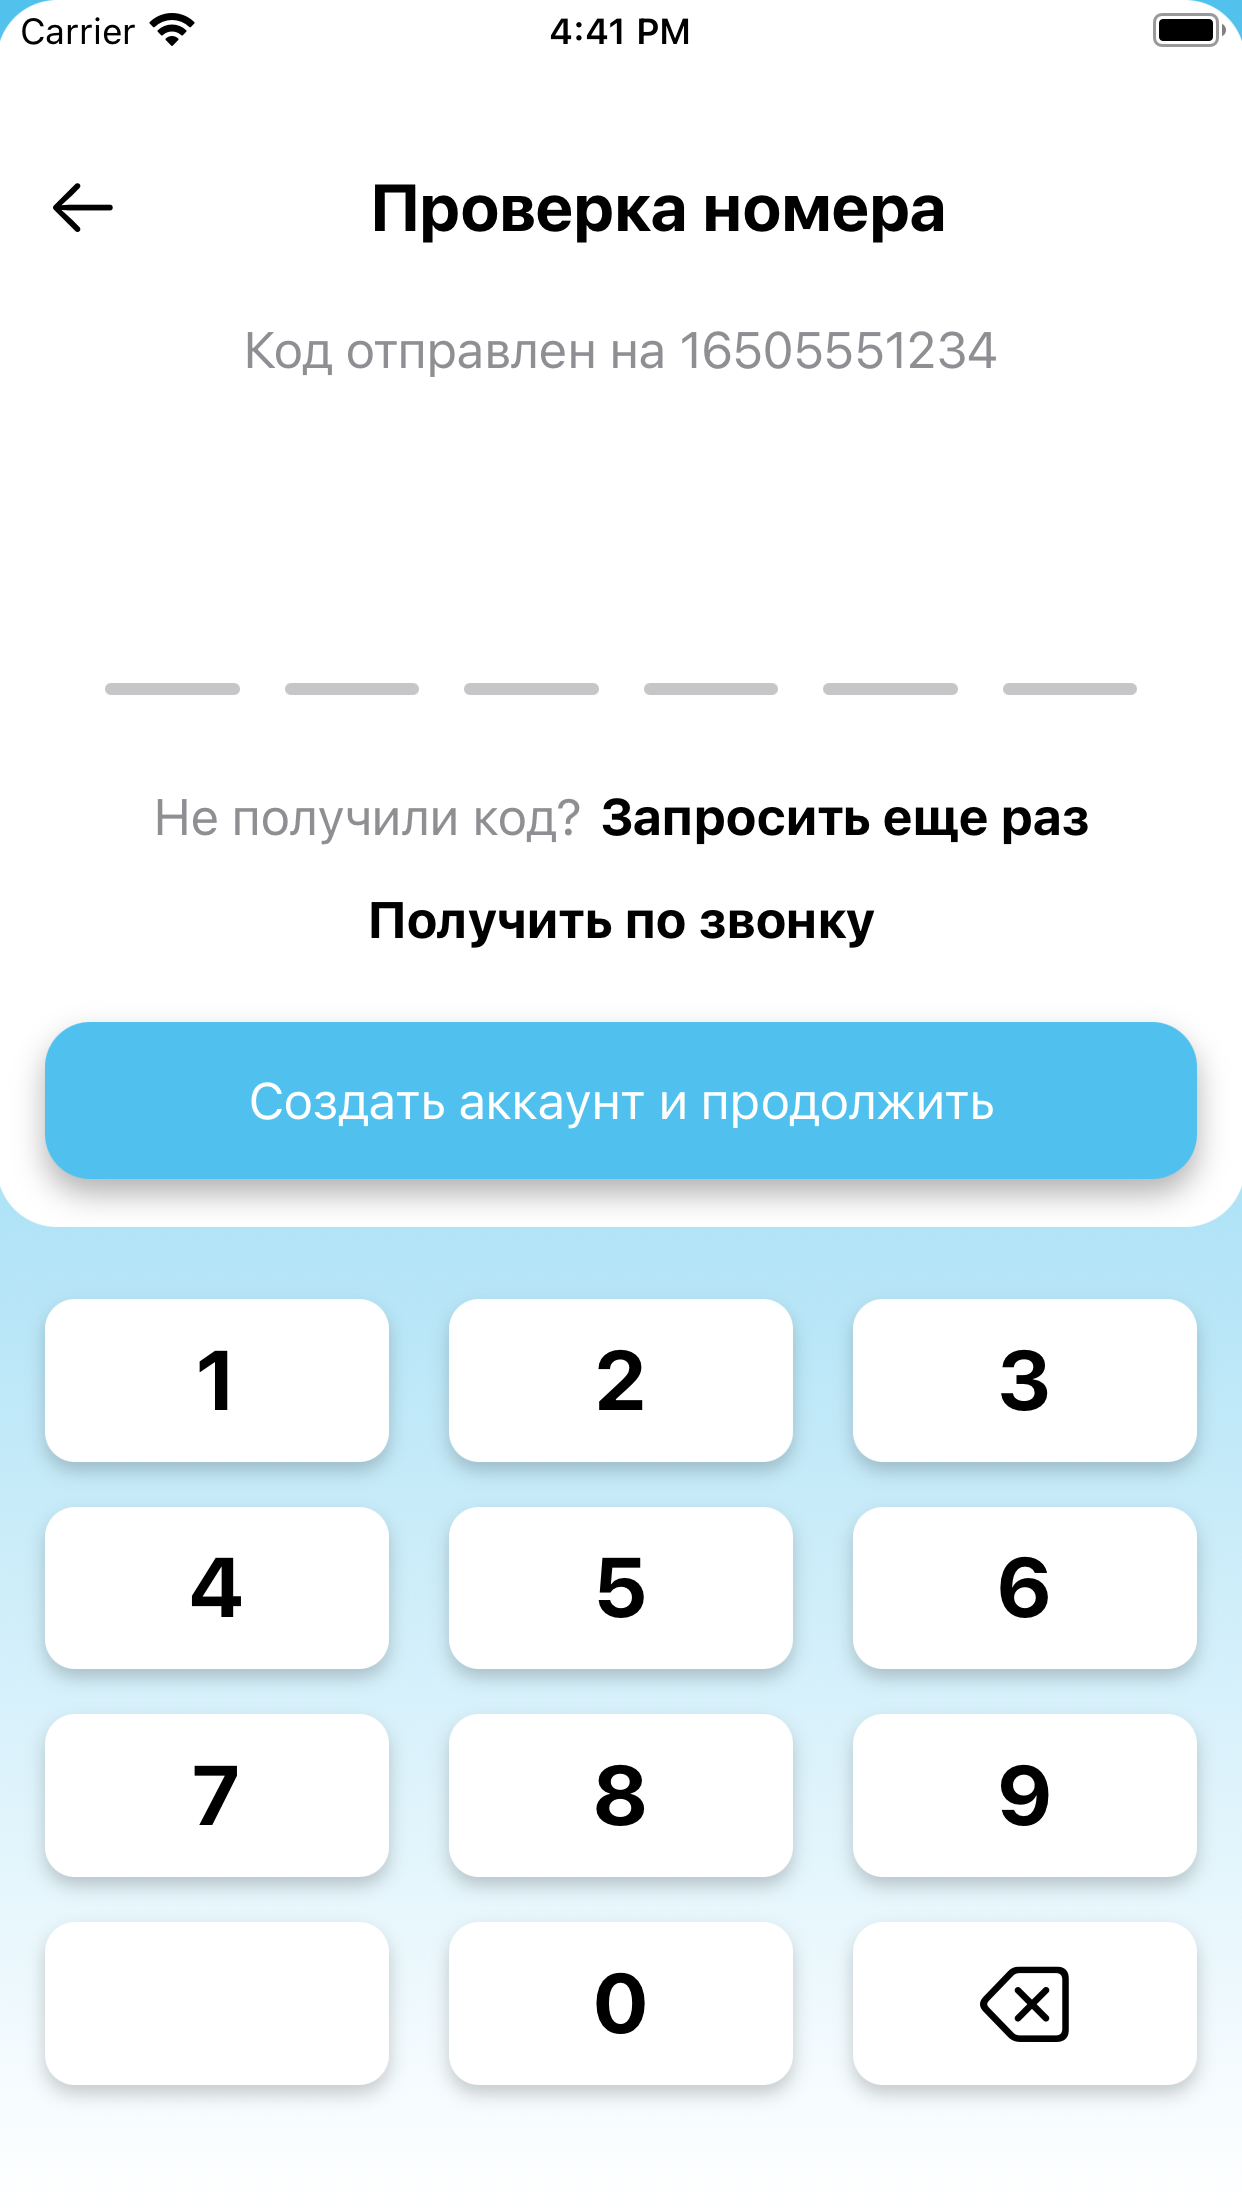 Carrier 4:41 PM
Проверка номера
Код отправлен на 16505551234
Не получили код? Запросить еще раз
Получить по звонку
Создать аккаунт и продолжить
1 2 3
4 5 6
7 8 9
0